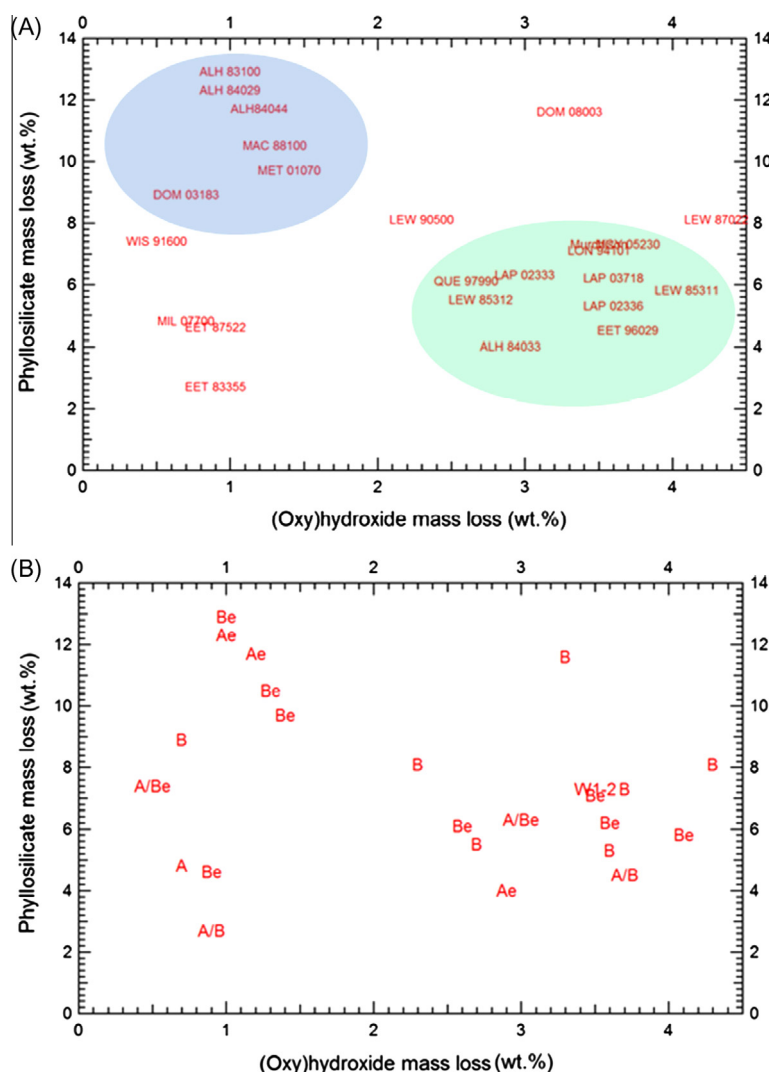 (A)
0 1 2 3 4
14 14
ALH 83100
ALH 84029
12 12
ALH84044
DOM 08003
MAC 88100
10 10
MET 01070
DOM 03183
8 8
LEW 90500
WIS 91600
05230
LON 94101
6 6
LAP 02333
QUE 97990
LAP 03718
LEW 85311
LEW 85312
LAP 02336
MIL 07700
EET 87522
EET 96029
4 4
ALH 84033
EET 83355
2 2
0 0
0 1 2 3 4
Phyllosilicate mass loss (wt.%)
(Oxy)hydroxide mass loss (wt.%)
(B)
0 1 2 3 4
14 14
Be
12 12
Ae
Ae
B
Be
10 10
Be
B
8 8
B
B
A/Be
W1-2 B
Be
6 6
Be
A/Be
Be
Be
B
B
A
Be
A/B
4 4
Ae
A/B
2 2
0 0
0 1 2 3 4
Phyllosilicate mass loss (wt.%)
(Oxy)hydroxide mass loss (wt.%)